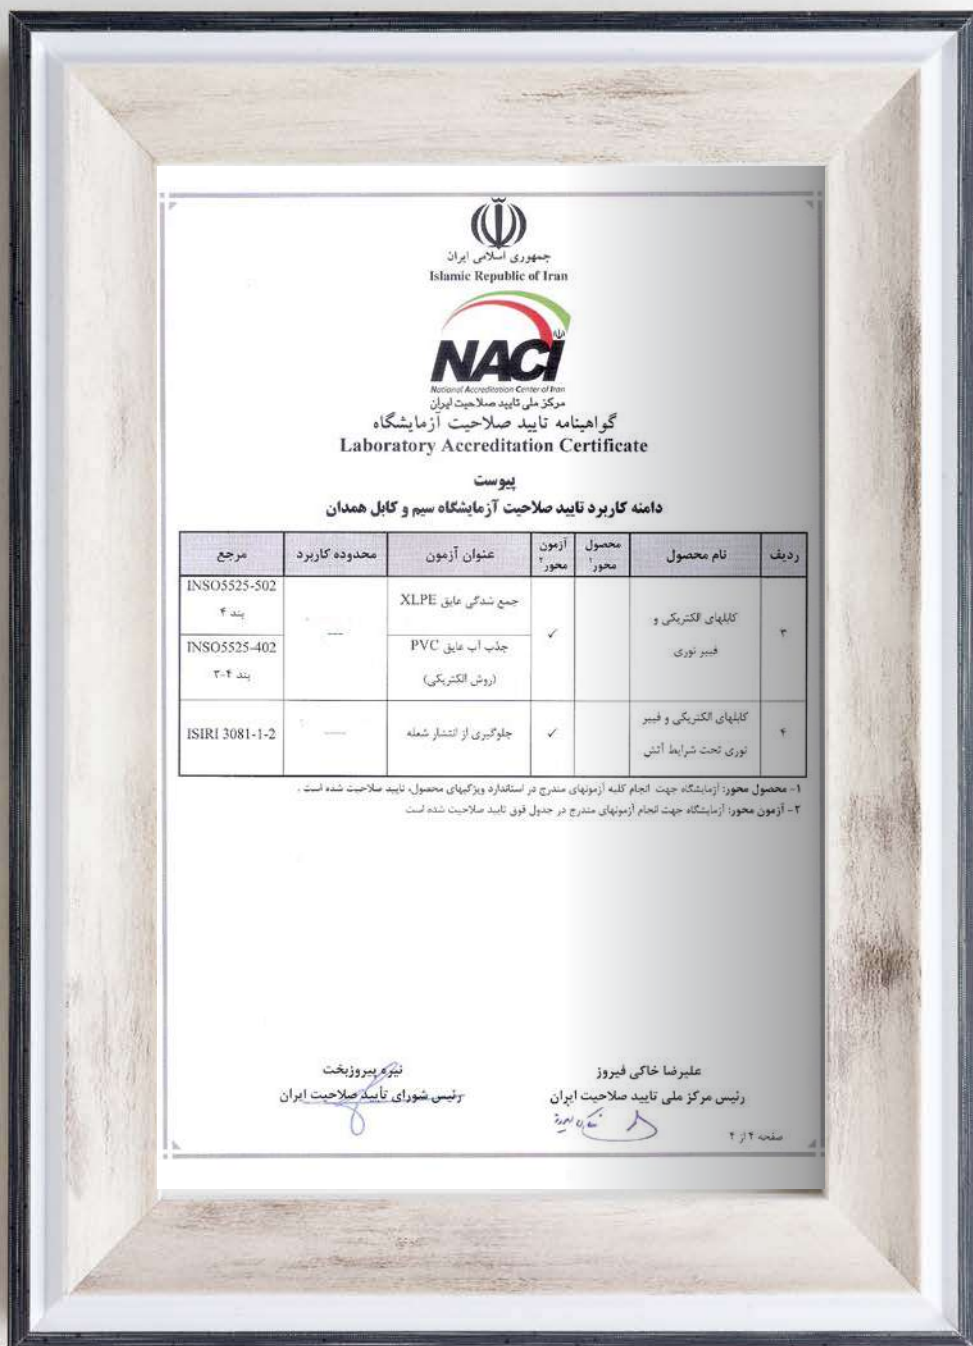 جمهوری اسلامی ایران
Islamic Republic of Iran
NACI
National Accreditation Center of Iran
مرکز ملی تایید صلاحیت ایران
گواهینامه تایید صلاحیت آزمایشگاه
Laboratory Accreditation Certificate
پیوست
دامنه کاربرد تایید صلاحیت آزمایشگاه سیم و کابل همدان
ردیف نام محصول محصول محور۱ آزمون محور۲ عنوان آزمون محدوده کاربرد مرجع
۳ کابلهای الکتریکی و فیبر نوری ✓ جمع شدگی عایق XLPE ---- INSO5525-502 بند ۴
جذب آب عایق PVC (روش الکتریکی) INSO5525-402 بند ۴-۳
۴ کابلهای الکتریکی و فیبر نوری تحت شرایط آتش ✓ جلوگیری از انتشار شعله ---- ISIRI 3081-1-2
۱- محصول محور: آزمایشگاه جهت انجام کلیه آزمونهای مندرج در استاندارد ویژگیهای محصول، تایید صلاحیت شده است .
۲- آزمون محور: آزمایشگاه جهت انجام آزمونهای مندرج در جدول فوق تایید صلاحیت شده است
علیرضا خاکی فیروز
رئیس مرکز ملی تایید صلاحیت ایران
نیره پیروزبخت
رئیس شورای تأیید صلاحیت ایران
صفحه ۴ از ۴